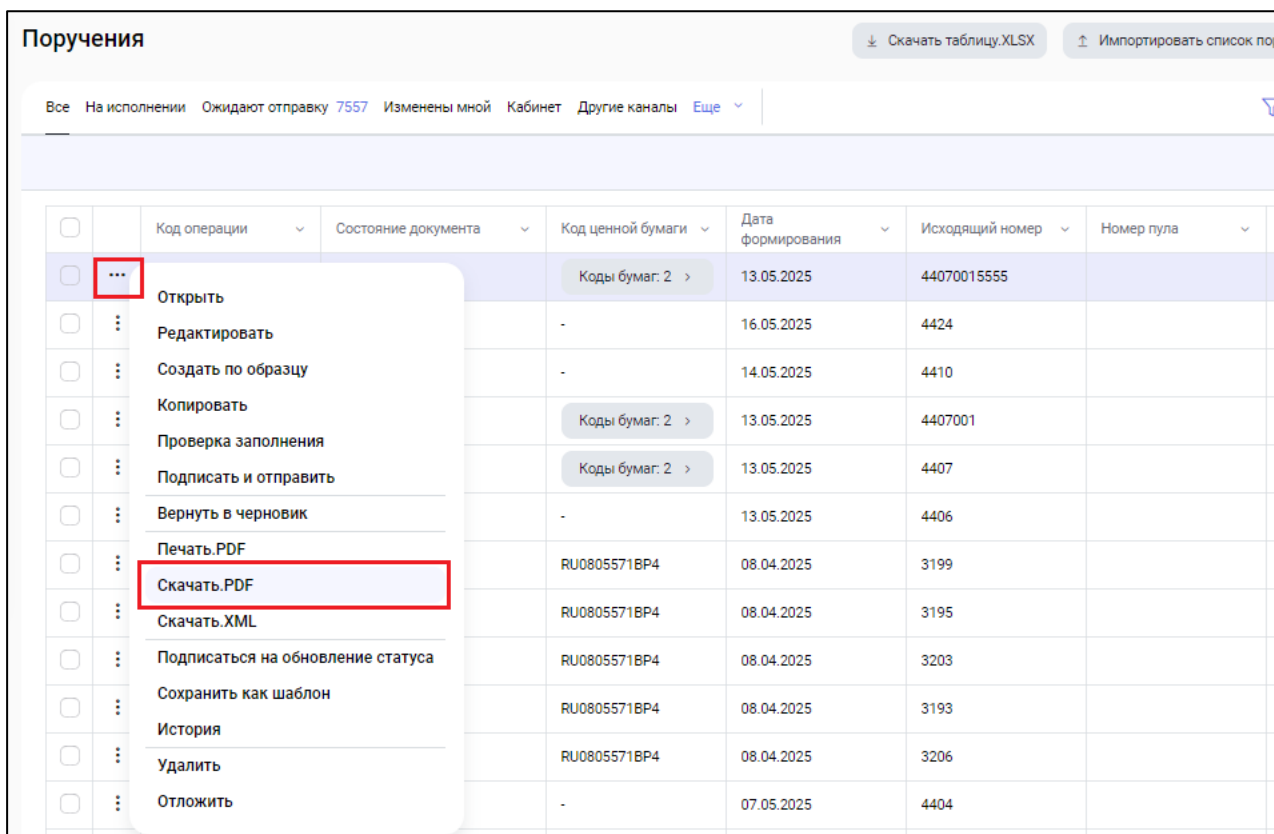 Поручения
Скачать таблицу.XLSX
Импортировать список по
Все На исполнении Ожидают отправку 7557 Изменены мной Кабинет Другие каналы Еще
Код операции Состояние документа Код ценной бумаги Дата формирования Исходящий номер Номер пула
Коды бумаг: 2 13.05.2025 44070015555
Открыть
- 16.05.2025 4424
Редактировать
Создать по образцу
- 14.05.2025 4410
Копировать
Коды бумаг: 2 13.05.2025 4407001
Проверка заполнения
Коды бумаг: 2 13.05.2025 4407
Подписать и отправить
Вернуть в черновик
- 13.05.2025 4406
Печать.PDF
RU0805571BP4 08.04.2025 3199
Скачать.PDF
RU0805571BP4 08.04.2025 3195
Скачать.XML
Подписаться на обновление статуса
RU0805571BP4 08.04.2025 3203
Сохранить как шаблон
RU0805571BP4 08.04.2025 3193
История
RU0805571BP4 08.04.2025 3206
Удалить
Отложить
- 07.05.2025 4404